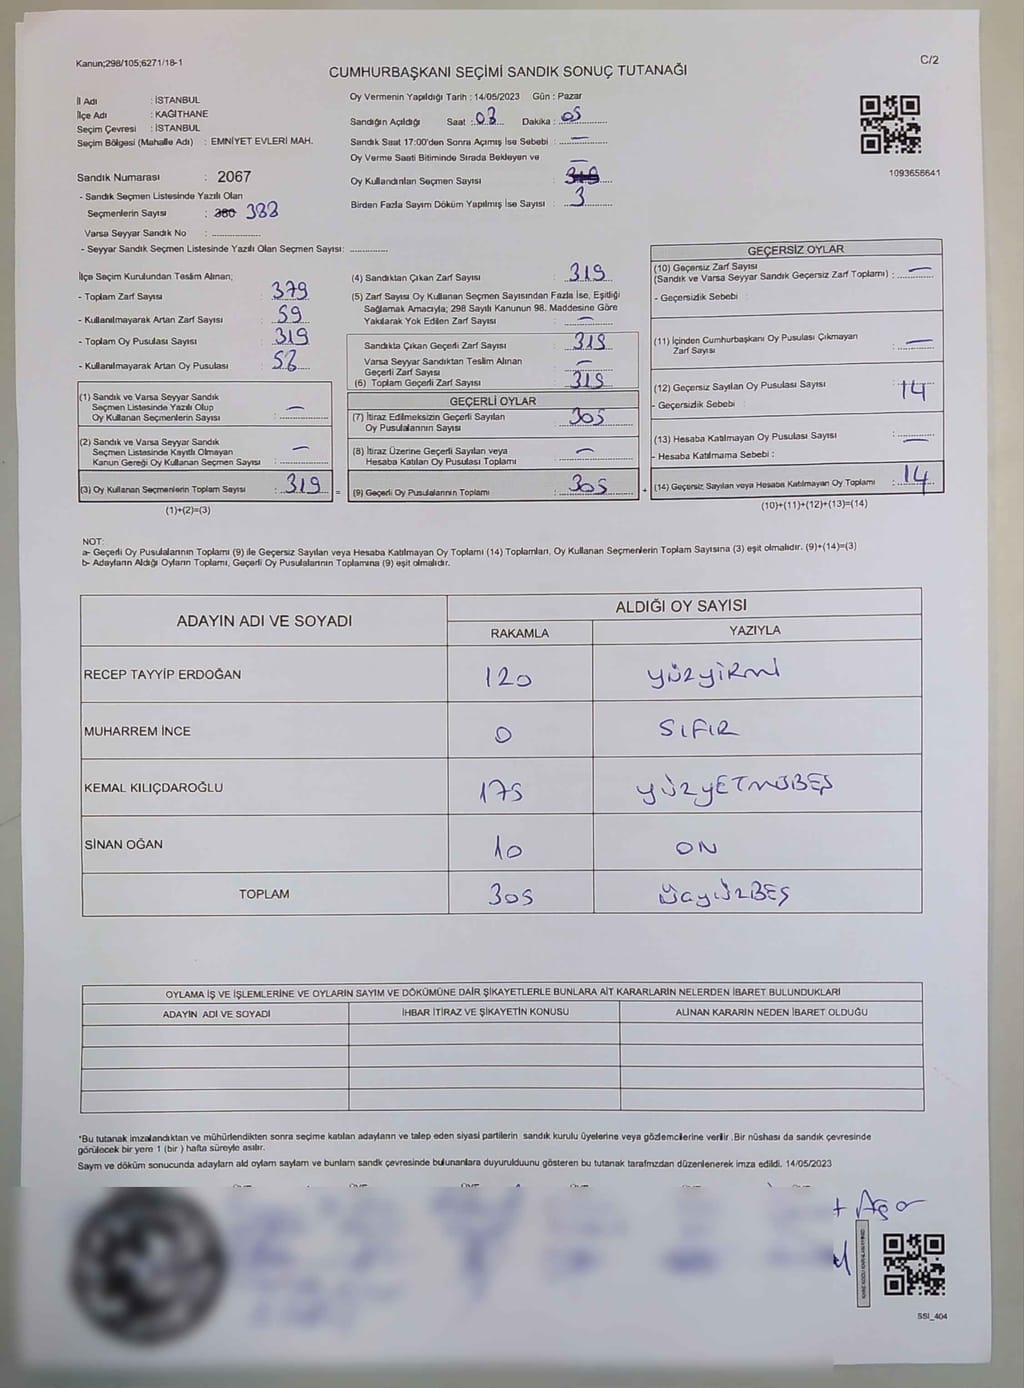 Kanun;298/105;6271/18-1
C/2
CUMHURBAŞKANI SEÇİMİ SANDIK SONUÇ TUTANAĞI
İl Adı : İSTANBUL
İlçe Adı : KAĞITHANE
Seçim Çevresi : İSTANBUL
Seçim Bölgesi (Mahalle Adı) : EMNİYET EVLERİ MAH.
Sandık Numarası : 2067
- Sandık Seçmen Listesinde Yazılı Olan
Seçmenlerin Sayısı : 380 383
Varsa Seyyar Sandık No :
- Seyyar Sandık Seçmen Listesinde Yazılı Olan Seçmen Sayısı:
Oy Vermenin Yapıldığı Tarih : 14/05/2023 Gün : Pazar
Sandığın Açıldığı Saat : 08 Dakika : 05
Sandık Saat 17:00'den Sonra Açımış İse Sebebi : —
Oy Verme Saati Bitiminde Sırada Bekleyen ve
Oy Kullandırılan Seçmen Sayısı : — 319
Birden Fazla Sayım Döküm Yapılmış İse Sayısı : 3
1093656641
İlçe Seçim Kurulundan Teslim Alınan;
- Toplam Zarf Sayısı : 379
- Kullanılmayarak Artan Zarf Sayısı : 59
- Toplam Oy Pusulası Sayısı : 319
- Kullanılmayarak Artan Oy Pusulası : 58
(1) Sandık ve Varsa Seyyar Sandık
Seçmen Listesinde Yazılı Olup
Oy Kullanan Seçmenlerin Sayısı : —
(2) Sandık ve Varsa Seyyar Sandık
Seçmen Listesinde Kayıtlı Olmayan
Kanun Gereği Oy Kullanan Seçmen Sayısı : —
(3) Oy Kullanan Seçmenlerin Toplam Sayısı : 319 =
(1)+(2)=(3)
(4) Sandıktan Çıkan Zarf Sayısı : 319
(5) Zarf Sayısı Oy Kullanan Seçmen Sayısından Fazla İse, Eşitliği
Sağlamak Amacıyla; 298 Sayılı Kanunun 98. Maddesine Göre
Yakılarak Yok Edilen Zarf Sayısı : —
Sandıkta Çıkan Geçerli Zarf Sayısı : 319
Varsa Seyyar Sandıktan Teslim Alınan
Geçerli Zarf Sayısı : —
(6) Toplam Geçerli Zarf Sayısı : 319
GEÇERLİ OYLAR
(7) İtiraz Edilmeksizin Geçerli Sayılan
Oy Pusulalarının Sayısı : 305
(8) İtiraz Üzerine Geçerli Sayılan veya
Hesaba Katılan Oy Pusulası Toplamı : —
(9) Geçerli Oy Pusulalarının Toplamı : 305 +
GEÇERSİZ OYLAR
(10) Geçersiz Zarf Sayısı
(Sandık ve Varsa Seyyar Sandık Geçersiz Zarf Toplamı) : —
- Geçersizlik Sebebi :
(11) İçinden Cumhurbaşkanı Oy Pusulası Çıkmayan
Zarf Sayısı : —
(12) Geçersiz Sayılan Oy Pusulası Sayısı : 14
- Geçersizlik Sebebi :
(13) Hesaba Katılmayan Oy Pusulası Sayısı : —
- Hesaba Katılmama Sebebi :
(14) Geçersiz Sayılan veya Hesaba Katılmayan Oy Toplamı : 14
(10)+(11)+(12)+(13)=(14)
NOT:
a- Geçerli Oy Pusulalarının Toplamı (9) ile Geçersiz Sayılan veya Hesaba Katılmayan Oy Toplamı (14) Toplamları, Oy Kullanan Seçmenlerin Toplam Sayısına (3) eşit olmalıdır. (9)+(14)=(3)
b- Adayların Aldığı Oyların Toplamı, Geçerli Oy Pusulalarının Toplamına (9) eşit olmalıdır.
ADAYIN ADI VE SOYADI
ALDIĞI OY SAYISI
RAKAMLA YAZIYLA
RECEP TAYYİP ERDOĞAN 120 yüzyirmi
MUHARREM İNCE 0 SIFIR
KEMAL KILIÇDAROĞLU 175 YÜZYETMİŞBEŞ
SİNAN OĞAN 10 ON
TOPLAM 305 ÜçyüzBEŞ
OYLAMA İŞ VE İŞLEMLERİNE VE OYLARIN SAYIM VE DÖKÜMÜNE DAİR ŞİKAYETLERLE BUNLARA AİT KARARLARIN NELERDEN İBARET BULUNDUKLARI
ADAYIN ADI VE SOYADI İHBAR İTİRAZ VE ŞİKAYETİN KONUSU ALINAN KARARIN NEDEN İBARET OLDUĞU
*Bu tutanak imzalandıktan ve mühürlendikten sonra seçime katılan adayların ve talep eden siyasi partilerin sandık kurulu üyelerine veya gözlemcilerine verilir .Bir nüshası da sandık çevresinde
görülecek bir yere 1 (bir ) hafta süreyle asılır.
Sayım ve döküm sonucunda adayların ald oylam saylam ve bunlam sandk çevresinde bulunanlara duyurulduunu gösteren bu tutanak tarafmzdan düzenlenerek imza edildi. 14/05/2023
SSI_404